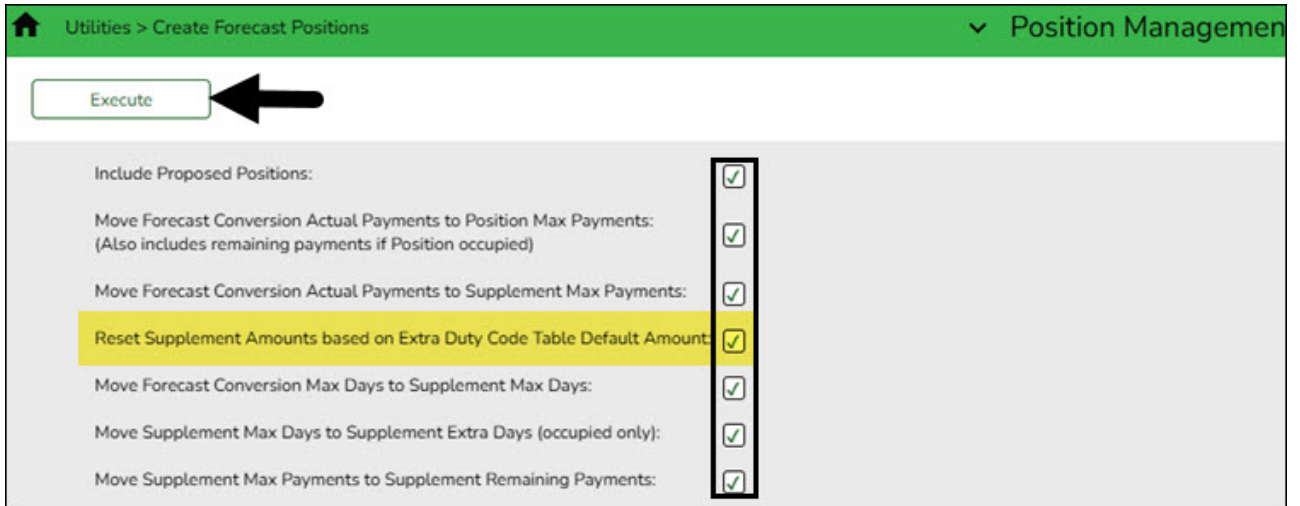 Utilities > Create Forecast Positions
Position Managemen
Execute
Include Proposed Positions:
Move Forecast Conversion Actual Payments to Position Max Payments:
(Also includes remaining payments if Position occupied)
Move Forecast Conversion Actual Payments to Supplement Max Payments:
Reset Supplement Amounts based on Extra Duty Code Table Default Amount:
Move Forecast Conversion Max Days to Supplement Max Days:
Move Supplement Max Days to Supplement Extra Days (occupied only):
Move Supplement Max Payments to Supplement Remaining Payments: